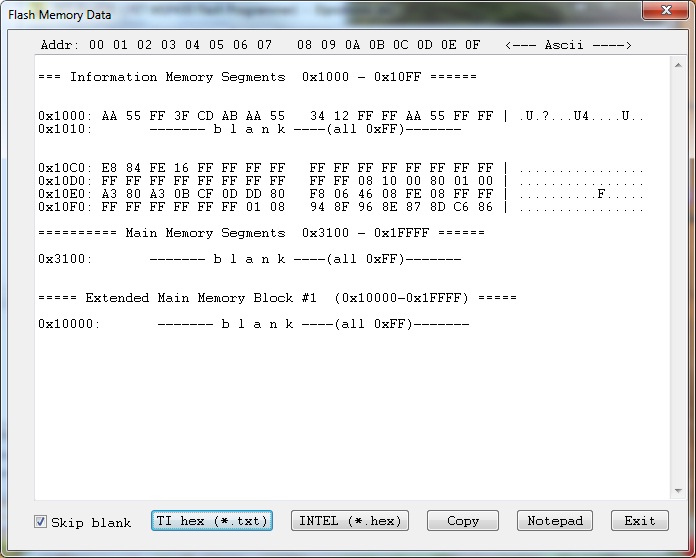 Flash Memory Data
Addr: 00 01 02 03 04 05 06 07   08 09 0A 0B 0C 0D 0E 0F   <--- Ascii ---->
=== Information Memory Segments  0x1000 - 0x10FF ======
0x1000: AA 55 FF 3F CD AB AA 55   34 12 FF FF AA 55 FF FF | .U.?...U4....U..
0x1010:       ------- b l a n k ----(all 0xFF)-------
0x10C0: E8 84 FE 16 FF FF FF FF   FF FF FF FF FF FF FF FF | ................
0x10D0: FF FF FF FF FF FF FF FF   FF FF 08 10 00 80 01 00 | ................
0x10E0: A3 80 A3 0B CF 0D DD 80   F8 06 46 08 FE 08 FF FF | ..........F.....
0x10F0: FF FF FF FF FF FF 01 08   94 8F 96 8E 87 8D C6 86 | ................
========== Main Memory Segments  0x3100 - 0x1FFFF ======
0x3100:       ------- b l a n k ----(all 0xFF)-------
===== Extended Main Memory Block #1  (0x10000-0x1FFFF) =====
0x10000:       ------- b l a n k ----(all 0xFF)-------
Skip blank
TI hex (*.txt)
INTEL (*.hex)
Copy
Notepad
Exit